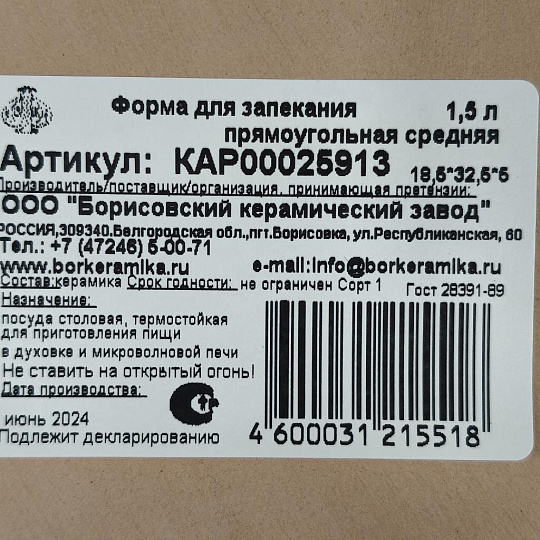 Форма для запекания 1,5 л
прямоугольная средняя
Артикул: КАР00025913 18,5*32,5*5
Производитель/поставщик/организация, принимающая претензии:
ООО "Борисовский керамический завод"
РОССИЯ,309340.Белгородская обл.,пгт.Борисовка, ул.Республиканская, 60
Тел.: +7 (47246) 5-00-71
www.borkeramika.ru e-mail:info@borkeramika.ru
Состав:керамика Срок годности: не ограничен Сорт 1 Гост 28391-89
Назначение:
посуда столовая, термостойкая
для приготовления пищи
в духовке и микроволновой печи
Не ставить на открытый огонь!
Дата производства:
июнь 2024
Подлежит декларированию
4 600031 215518